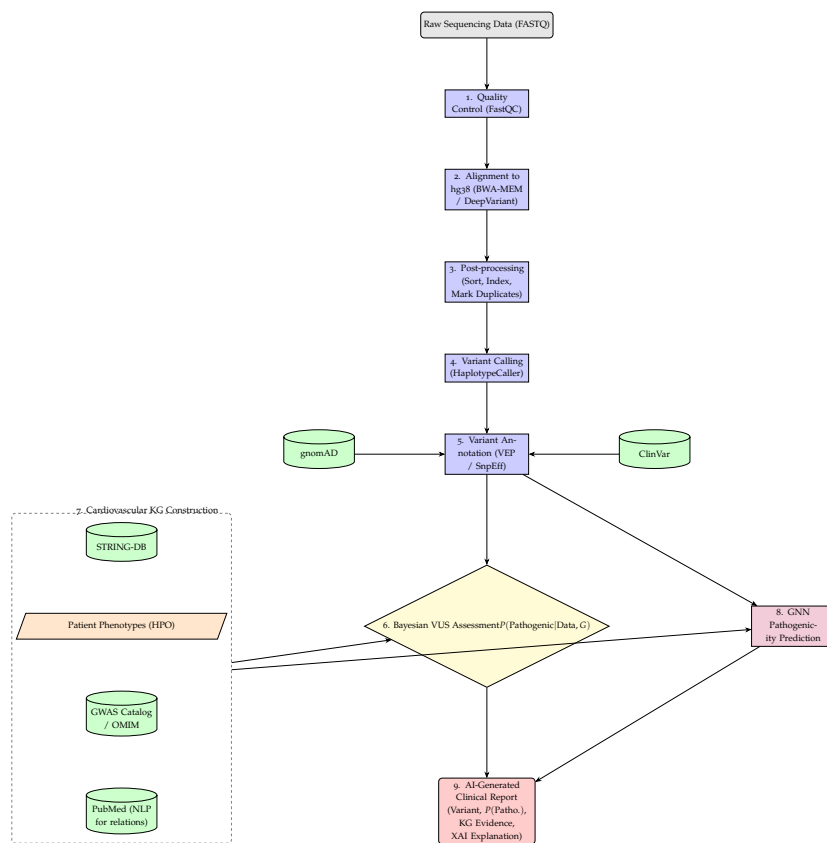 Raw Sequencing Data (FASTQ)
1. Quality
Control (FastQC)
2. Alignment to
hg38 (BWA-MEM
/ DeepVariant)
3. Post-processing
(Sort, Index,
Mark Duplicates)
4. Variant Calling
(HaplotypeCaller)
gnomAD
5. Variant An-
notation (VEP
/ SnpEff)
ClinVar
7. Cardiovascular KG Construction
STRING-DB
Patient Phenotypes (HPO)
GWAS Catalog
/ OMIM
PubMed (NLP
for relations)
6. Bayesian VUS AssessmentP(Pathogenic|Data, G)
8. GNN
Pathogenic-
ity Prediction
9. AI-Generated
Clinical Report
(Variant, P(Patho.),
KG Evidence,
XAI Explanation)